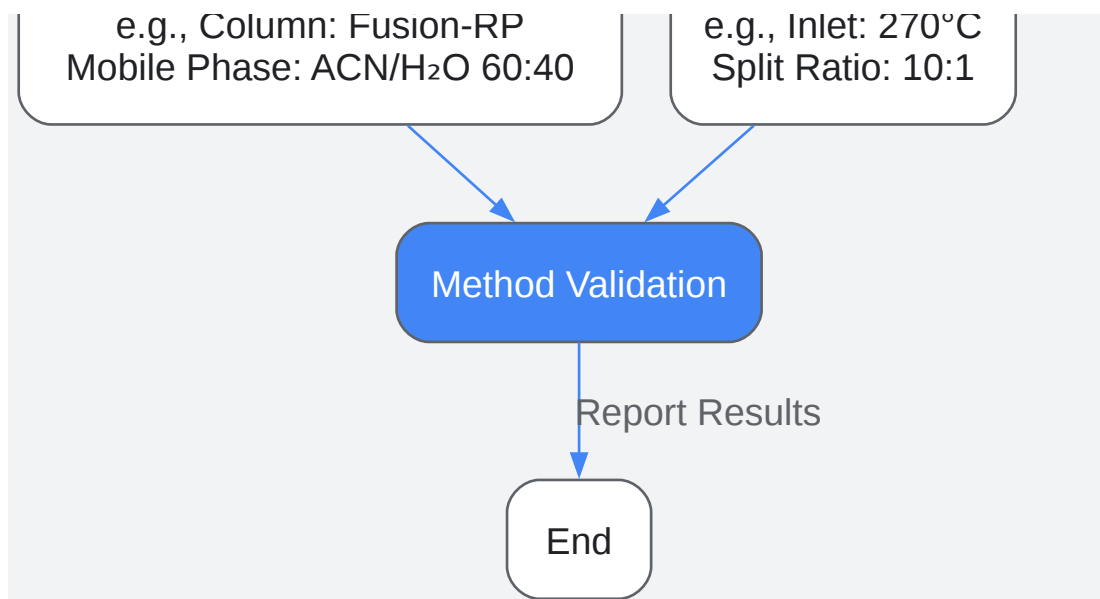 e.g., Column: Fusion-RP
Mobile Phase: ACN/H₂O 60:40
e.g., Inlet: 270°C
Split Ratio: 10:1
Method Validation
Report Results
End